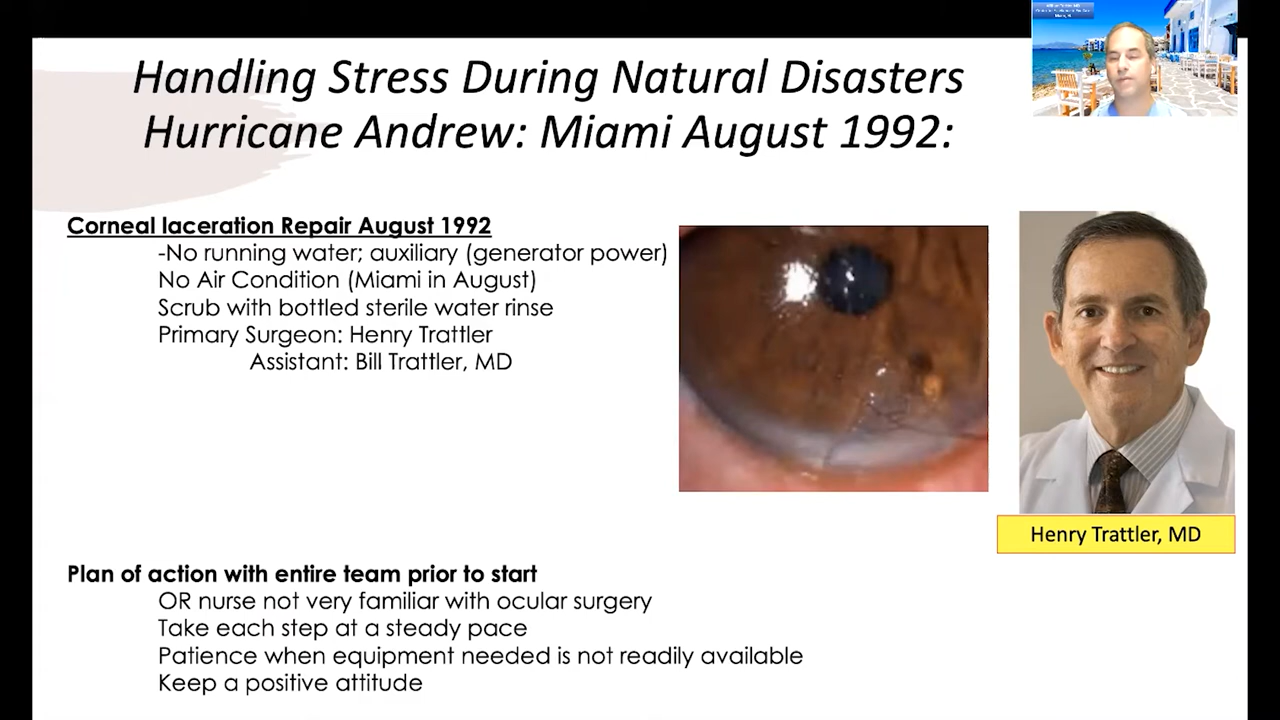 Handling Stress During Natural Disasters
Hurricane Andrew: Miami August 1992:
Corneal laceration Repair August 1992
-No running water; auxiliary (generator power)
No Air Condition (Miami in August)
Scrub with bottled sterile water rinse
Primary Surgeon: Henry Trattler
Assistant: Bill Trattler, MD
Henry Trattler, MD
Plan of action with entire team prior to start
OR nurse not very familiar with ocular surgery
Take each step at a steady pace
Patience when equipment needed is not readily available
Keep a positive attitude